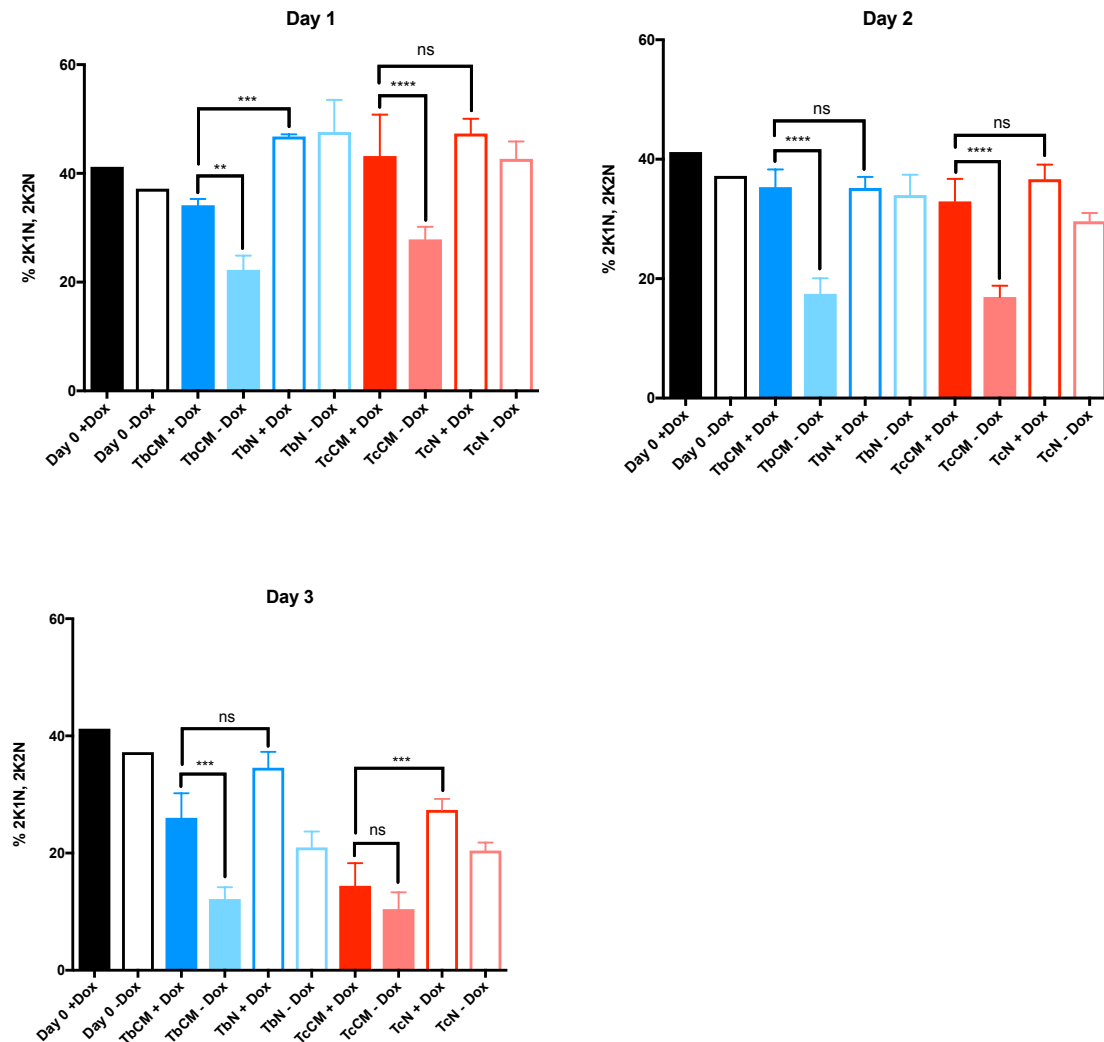 Day 1
% 2K1N, 2K2N
60
40
20
0
***
**
ns
****
Day 0 +Dox
Day 0 -Dox
TbCM + Dox
TbCM - Dox
TbN + Dox
TbN - Dox
TcCM + Dox
TcCM - Dox
TcN + Dox
TcN - Dox
Day 2
% 2K1N, 2K2N
60
40
20
0
ns
****
ns
****
Day 0 +Dox
Day 0 -Dox
TbCM + Dox
TbCM - Dox
TbN + Dox
TbN - Dox
TcCM + Dox
TcCM - Dox
TcN + Dox
TcN - Dox
Day 3
% 2K1N, 2K2N
60
40
20
0
ns
***
***
ns
Day 0 +Dox
Day 0 -Dox
TbCM + Dox
TbCM - Dox
TbN + Dox
TbN - Dox
TcCM + Dox
TcCM - Dox
TcN + Dox
TcN - Dox